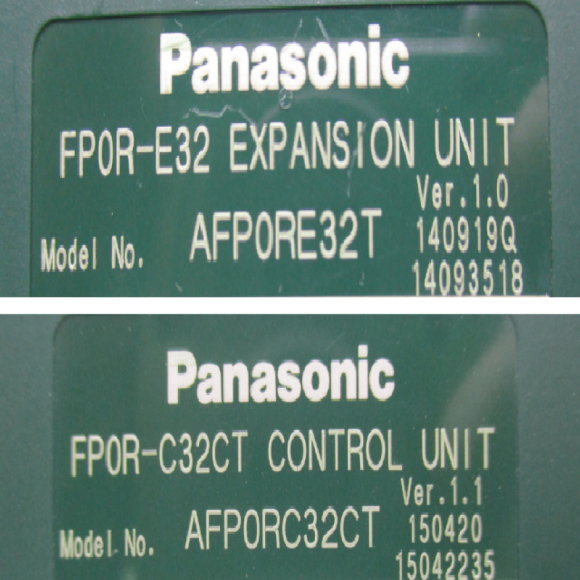 Panasonic
FP0R-E32 EXPANSION UNIT
Ver.1.0
Model No. AFP0RE32T 140919Q
14093518
Panasonic
FP0R-C32CT CONTROL UNIT
Ver.1.1
Model No. AFP0RC32CT 150420
15042235